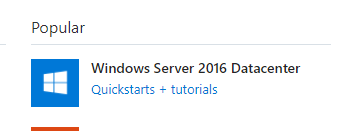 Popular
Windows Server 2016 Datacenter
Quickstarts + tutorials